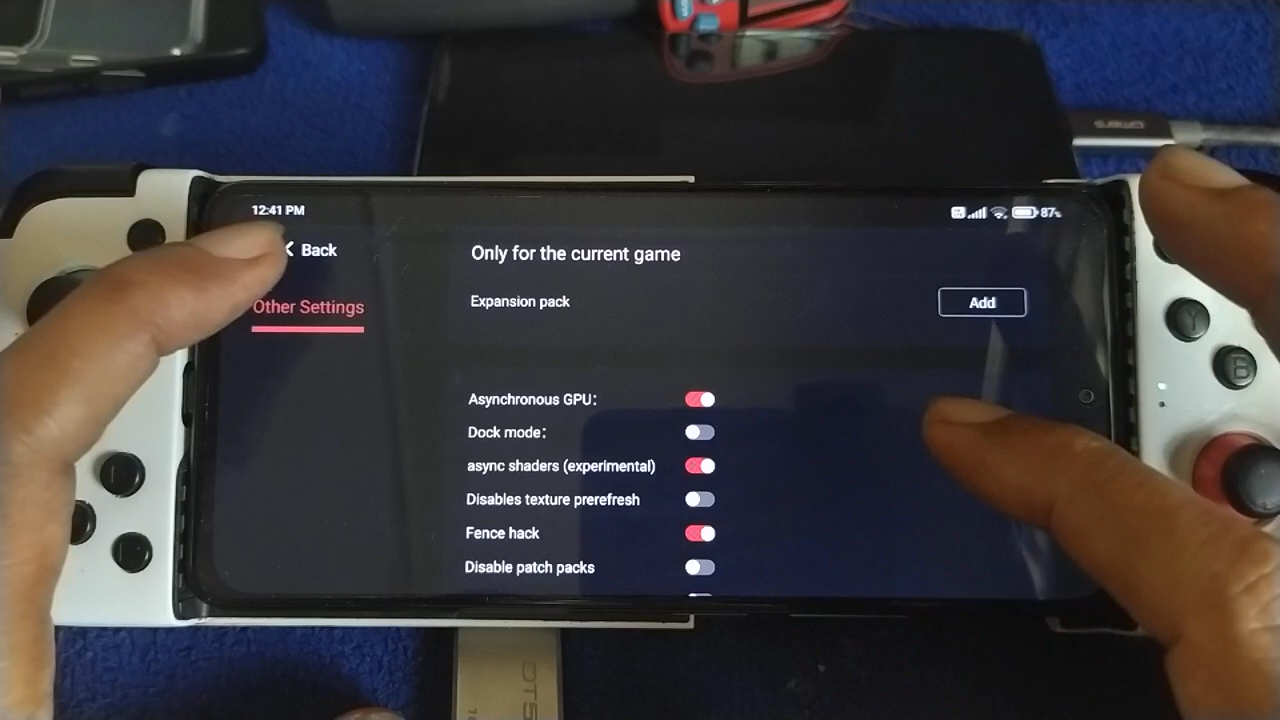 12:41 PM
87%
Back
Only for the current game
Other Settings
Expansion pack
Add
Asynchronous GPU:
Dock mode:
async shaders (experimental)
Disables texture prerefresh
Fence hack
Disable patch packs
Y
B